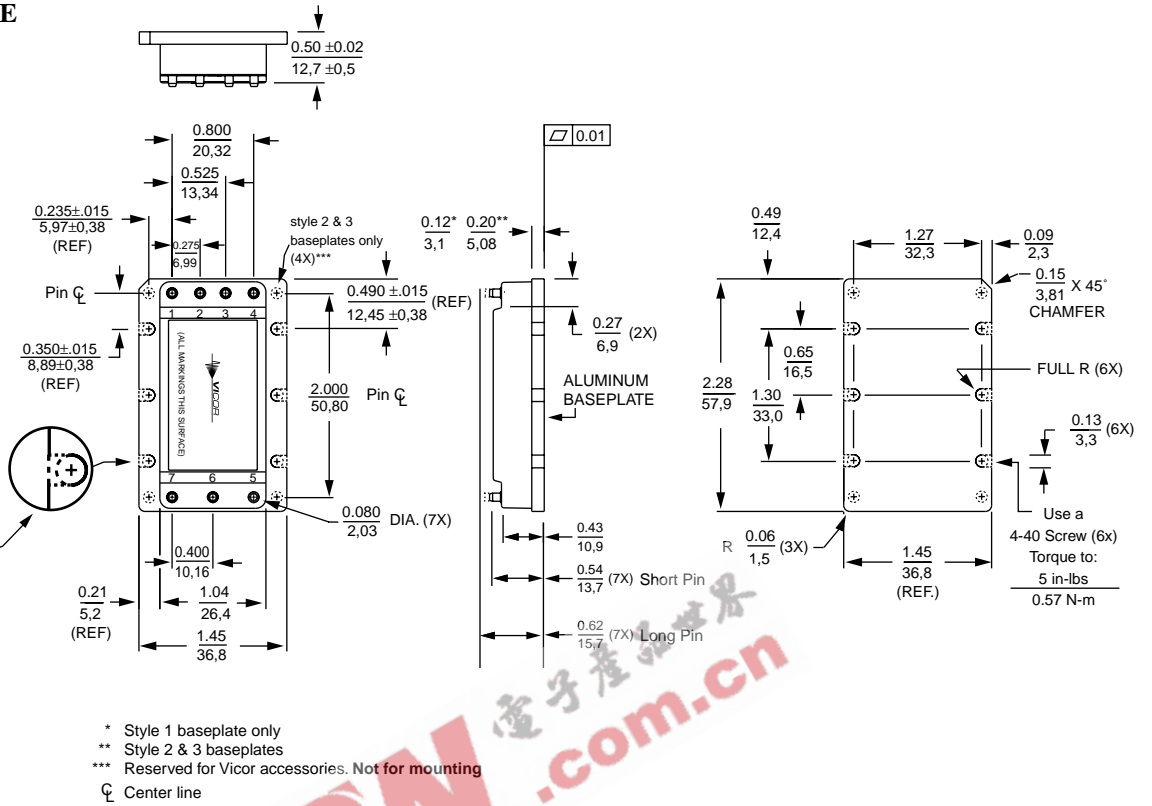 E
0.50 ±0.02
12,7 ±0,5
0.800
20,32
0.525
13,34
0.235±.015
5,97±0,38
(REF)
0.275
6,99
style 2 & 3
baseplates only
(4X)***
Pin ℄
1 2 3 4
0.490 ±.015 (REF)
12,45 ±0,38
0.350±.015
8,89±0,38
(REF)
(ALL MARKINGS THIS SURFACE)
VICOR
2.000
50,80
Pin ℄
7 6 5
0.080
2,03
DIA. (7X)
0.400
10,16
0.21
5,2
(REF)
1.04
26,4
1.45
36,8
0.01
0.12*
3,1
0.20**
5,08
0.27
6,9
(2X)
ALUMINUM
BASEPLATE
0.43
10,9
0.54
13,7
(7X) Short Pin
0.62
15,7
(7X) Long Pin
0.49
12,4
1.27
32,3
0.09
2,3
0.15
3,81
X 45°
CHAMFER
0.65
16,5
FULL R (6X)
2.28
57,9
1.30
33,0
0.13
3,3
(6X)
R 0.06
1,5
(3X)
1.45
36,8
(REF.)
Use a
4-40 Screw (6x)
Torque to:
5 in-lbs
0.57 N-m
* Style 1 baseplate only
** Style 2 & 3 baseplates
*** Reserved for Vicor accessories. Not for mounting
℄ Center line
電子產品世界
.com.cn